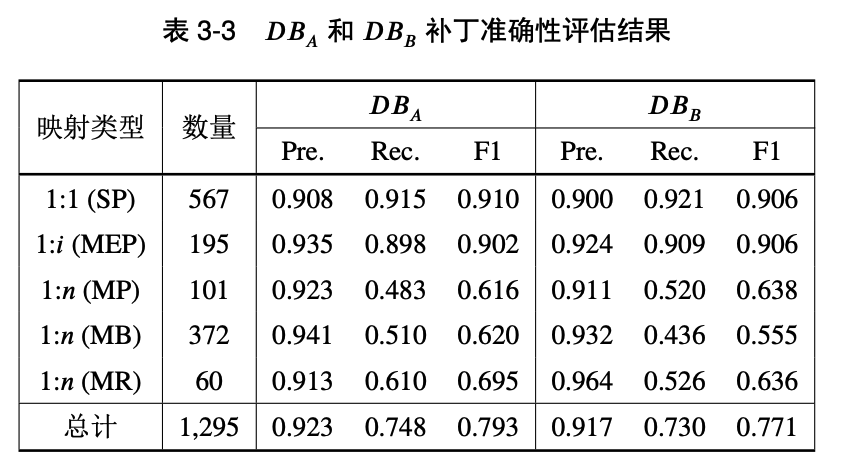 表 3-3 DB_A 和 DB_B 补丁准确性评估结果
映射类型 数量 DB_A DB_B
Pre. Rec. F1 Pre. Rec. F1
1:1 (SP) 567 0.908 0.915 0.910 0.900 0.921 0.906
1:i (MEP) 195 0.935 0.898 0.902 0.924 0.909 0.906
1:n (MP) 101 0.923 0.483 0.616 0.911 0.520 0.638
1:n (MB) 372 0.941 0.510 0.620 0.932 0.436 0.555
1:n (MR) 60 0.913 0.610 0.695 0.964 0.526 0.636
总计 1,295 0.923 0.748 0.793 0.917 0.730 0.771